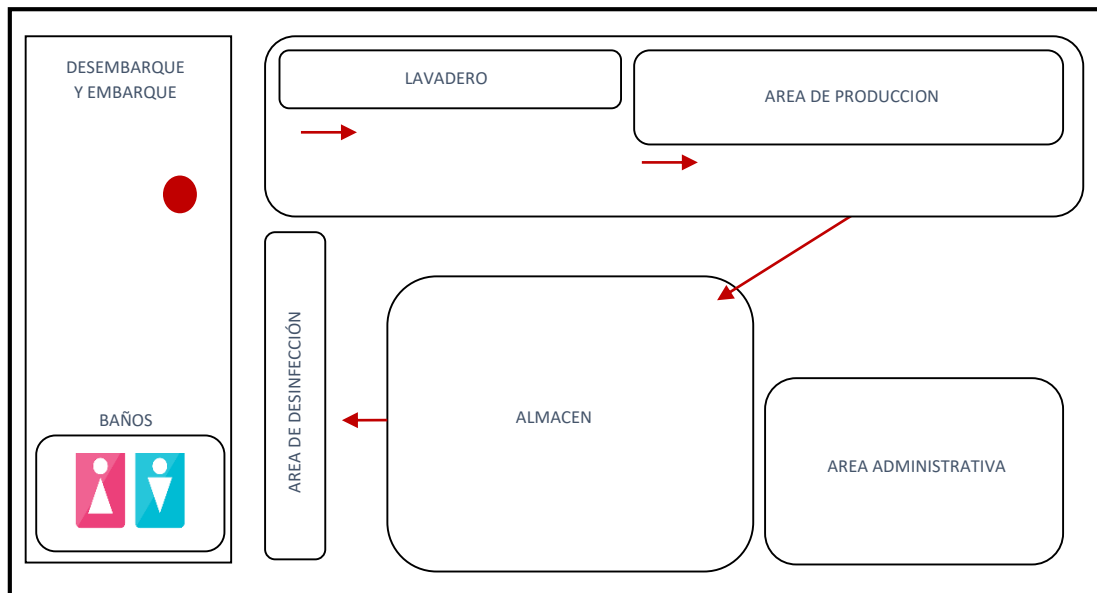 DESEMBARQUE
Y EMBARQUE
LAVADERO
AREA DE PRODUCCION
AREA DE DESINFECCIÓN
ALMACEN
BAÑOS
AREA ADMINISTRATIVA